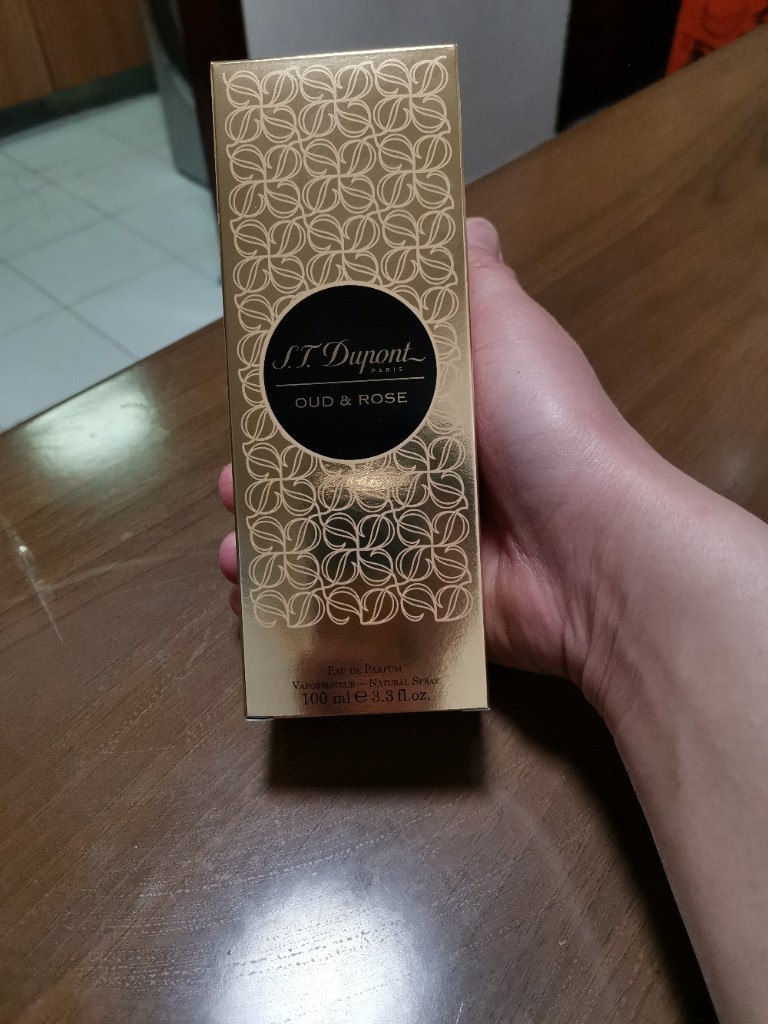 S.T. Dupont
PARIS
OUD & ROSE
EAU DE PARFUM
VAPORISATEUR — NATURAL SPRAY
100 ml ℮ 3.3 fl.oz.